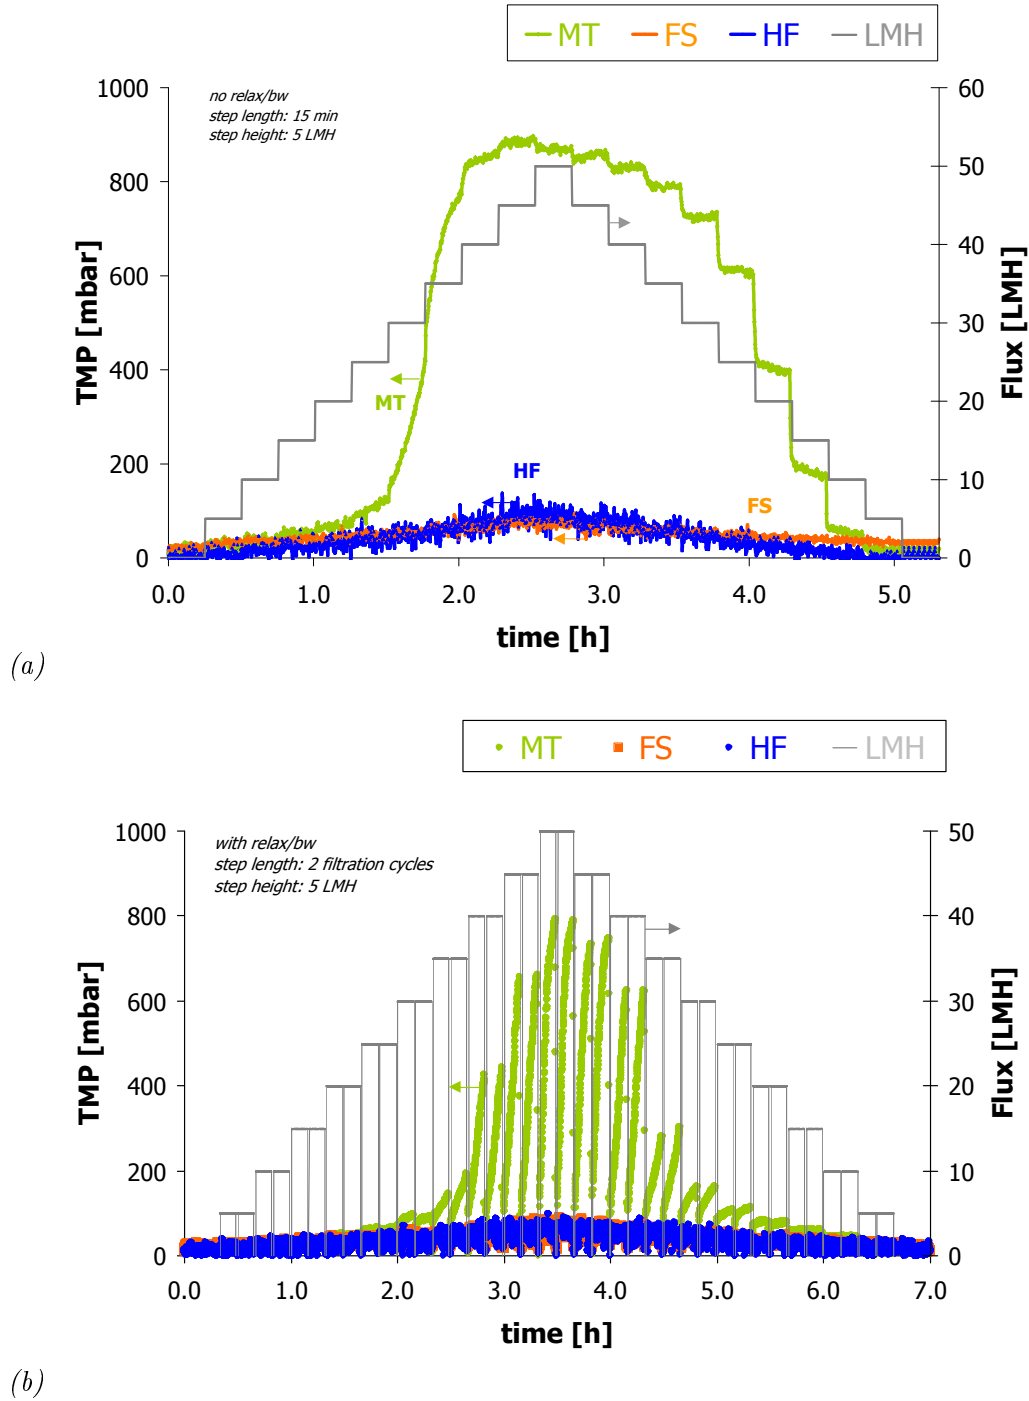 MT FS HF LMH
1000
800
600
400
200
0
TMP [mbar]
no relax/bw
step length: 15 min
step height: 5 LMH
MT
HF
FS
60
50
40
30
20
10
0
Flux [LMH]
0.0 1.0 2.0 3.0 4.0 5.0
time [h]
(a)
MT FS HF LMH
1000
800
600
400
200
0
TMP [mbar]
with relax/bw
step length: 2 filtration cycles
step height: 5 LMH
50
40
30
20
10
0
Flux [LMH]
0.0 1.0 2.0 3.0 4.0 5.0 6.0 7.0
time [h]
(b)